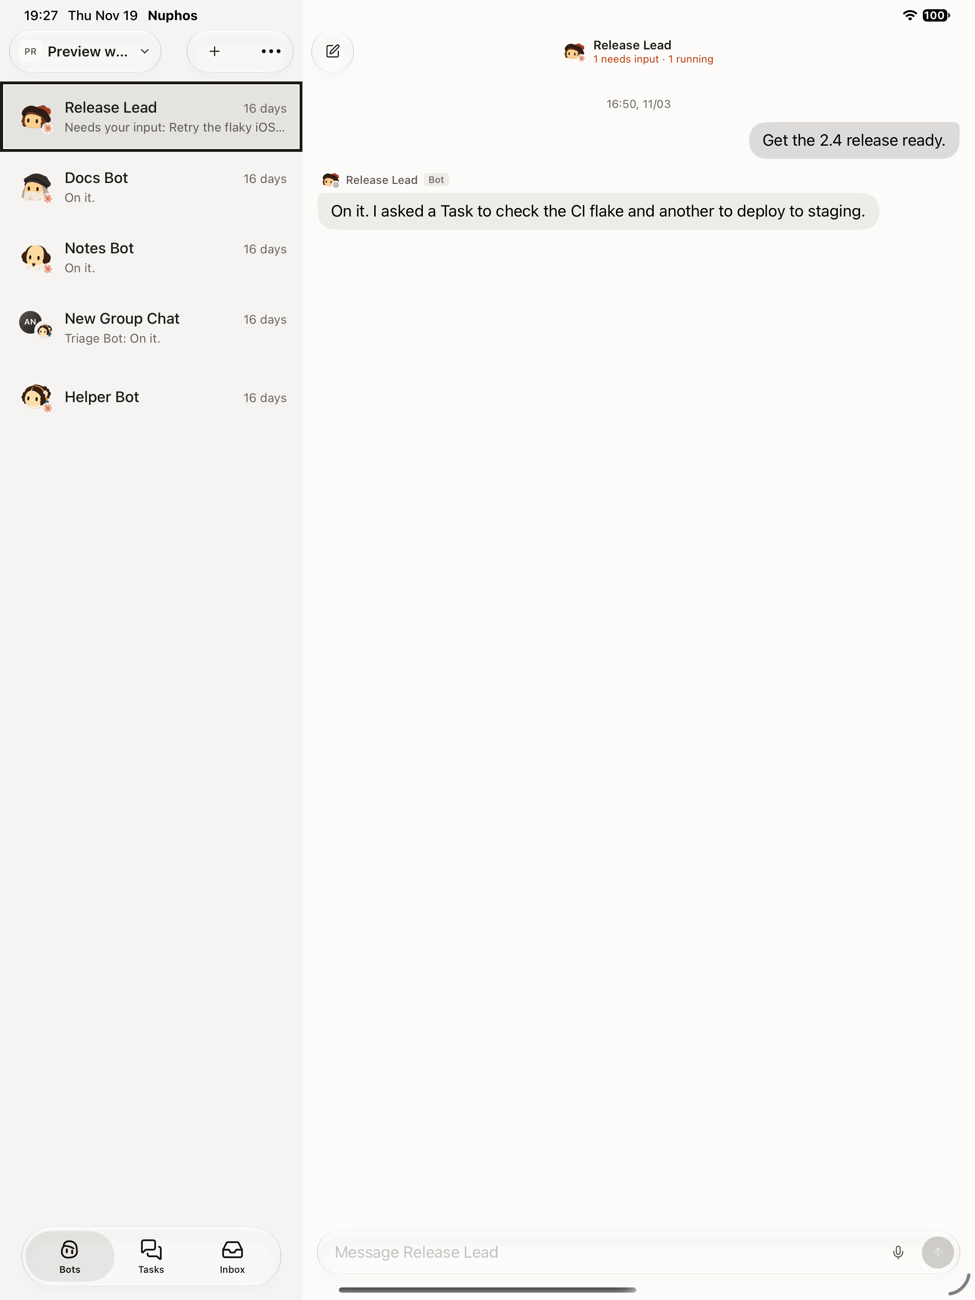 19:27 Thu Nov 19 Nuphos
100
PR Preview w...
Release Lead
1 needs input · 1 running
Release Lead 16 days
Needs your input: Retry the flaky iOS...
Docs Bot 16 days
On it.
Notes Bot 16 days
On it.
AN
New Group Chat 16 days
Triage Bot: On it.
Helper Bot 16 days
16:50, 11/03
Get the 2.4 release ready.
Release Lead Bot
On it. I asked a Task to check the CI flake and another to deploy to staging.
Message Release Lead
Bots Tasks Inbox